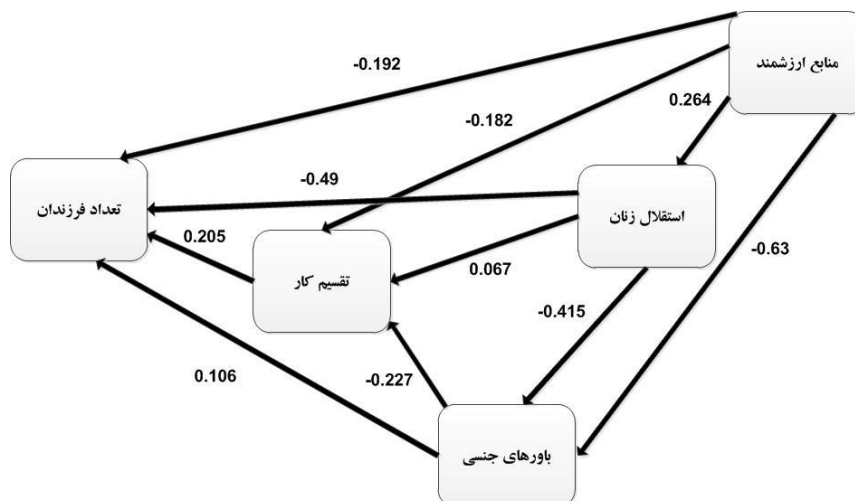 منابع ارزشمند
-0.192
0.264
-0.182
استقلال زنان
تعداد فرزندان
-0.49
0.205
تقسیم کار
0.067
-0.63
-0.415
0.106
-0.227
باورهای جنسی